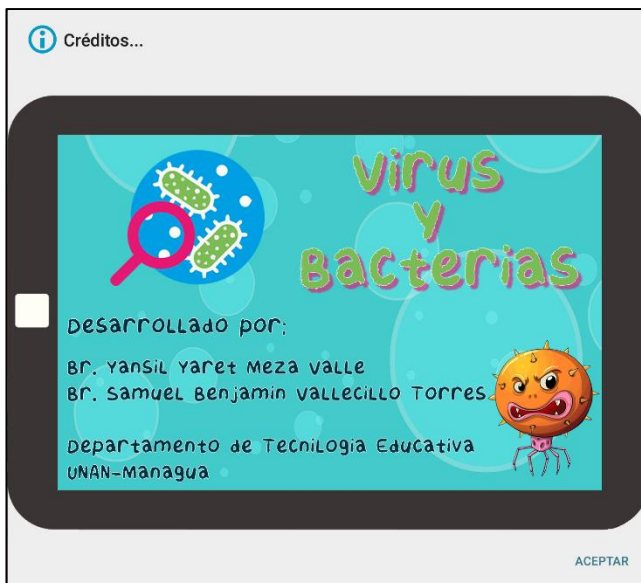 Créditos...
Virus
y
Bacterias
Desarrollado por:
Br. Yansil Yaret Meza Valle
Br. Samuel Benjamin Vallecillo Torres
Departamento de Tecnilogia Educativa
UNAN-Managua
ACEPTAR